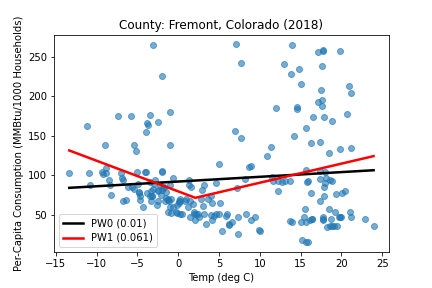 County: Fremont, Colorado (2018)
Per-Capita Consumption (MMBtu/1000 Households)
250
200
150
100
50
PW0 (0.01)
PW1 (0.061)
−15 −10 −5 0 5 10 15 20 25
Temp (deg C)